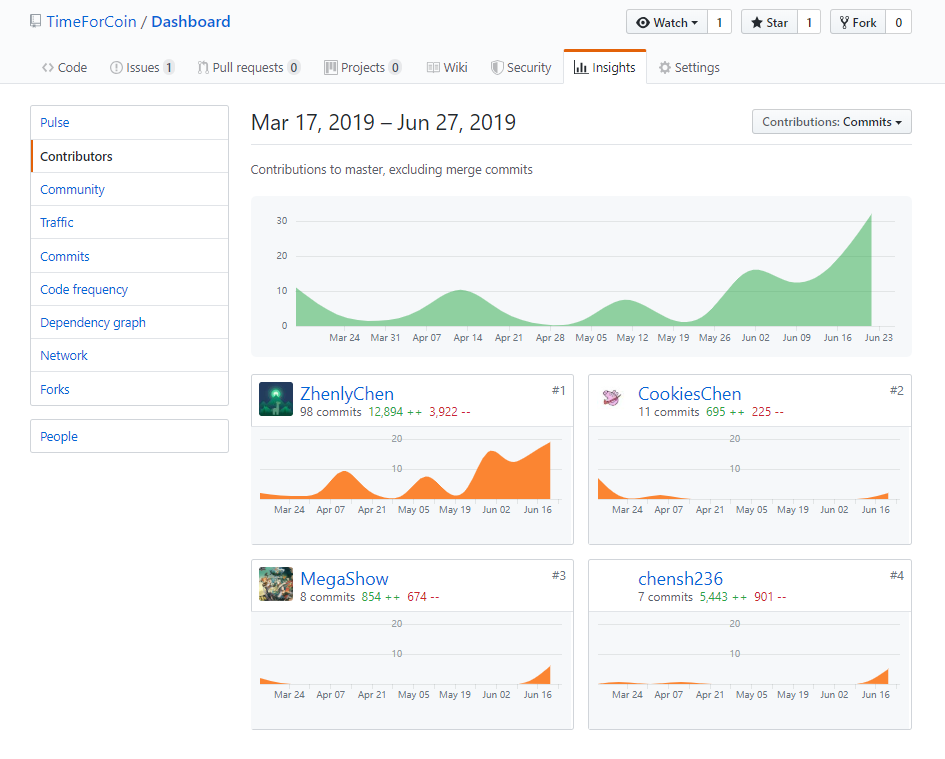 TimeForCoin / Dashboard
Watch 1 Star 1 Fork 0
Code Issues 1 Pull requests 0 Projects 0 Wiki Security Insights Settings
Pulse
Contributors
Community
Traffic
Commits
Code frequency
Dependency graph
Network
Forks
People
Mar 17, 2019 – Jun 27, 2019
Contributions: Commits
Contributions to master, excluding merge commits
30
20
10
0
Mar 24 Mar 31 Apr 07 Apr 14 Apr 21 Apr 28 May 05 May 12 May 19 May 26 Jun 02 Jun 09 Jun 16 Jun 23
ZhenlyChen #1
98 commits 12,894 ++ 3,922 --
20
10
Mar 24 Apr 07 Apr 21 May 05 May 19 Jun 02 Jun 16
CookiesChen #2
11 commits 695 ++ 225 --
20
10
Mar 24 Apr 07 Apr 21 May 05 May 19 Jun 02 Jun 16
MegaShow #3
8 commits 854 ++ 674 --
20
10
Mar 24 Apr 07 Apr 21 May 05 May 19 Jun 02 Jun 16
chensh236 #4
7 commits 5,443 ++ 901 --
20
10
Mar 24 Apr 07 Apr 21 May 05 May 19 Jun 02 Jun 16